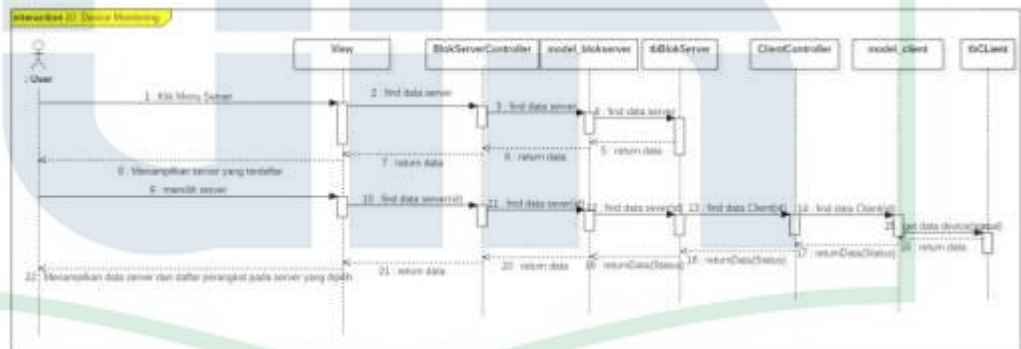 interaction 10. Device Monitoring
: User
View
BlokServerController
model_blokserver
tbBlokServer
ClientController
model_client
tbCLient
1 : Klik Menu Server
2 : find data server
3 : find data server
4 : find data server
5 : return data
6 : return data
7 : return data
8 : Menampilkan server yang terdaftar
9 : memilih server
10 : find data server(id)
11 : find data server(id)
12 : find data sever(id)
13 : find data Client(id)
14 : find data Client(id)
15 : get data device(status)
16 : return data
17 : returnData(Status)
18 : returnData(Status)
19 : returnData(Status)
20 : return data
21 : return data
22 : Menampilkan data server dan daftar perangkat pada server yang dipilih